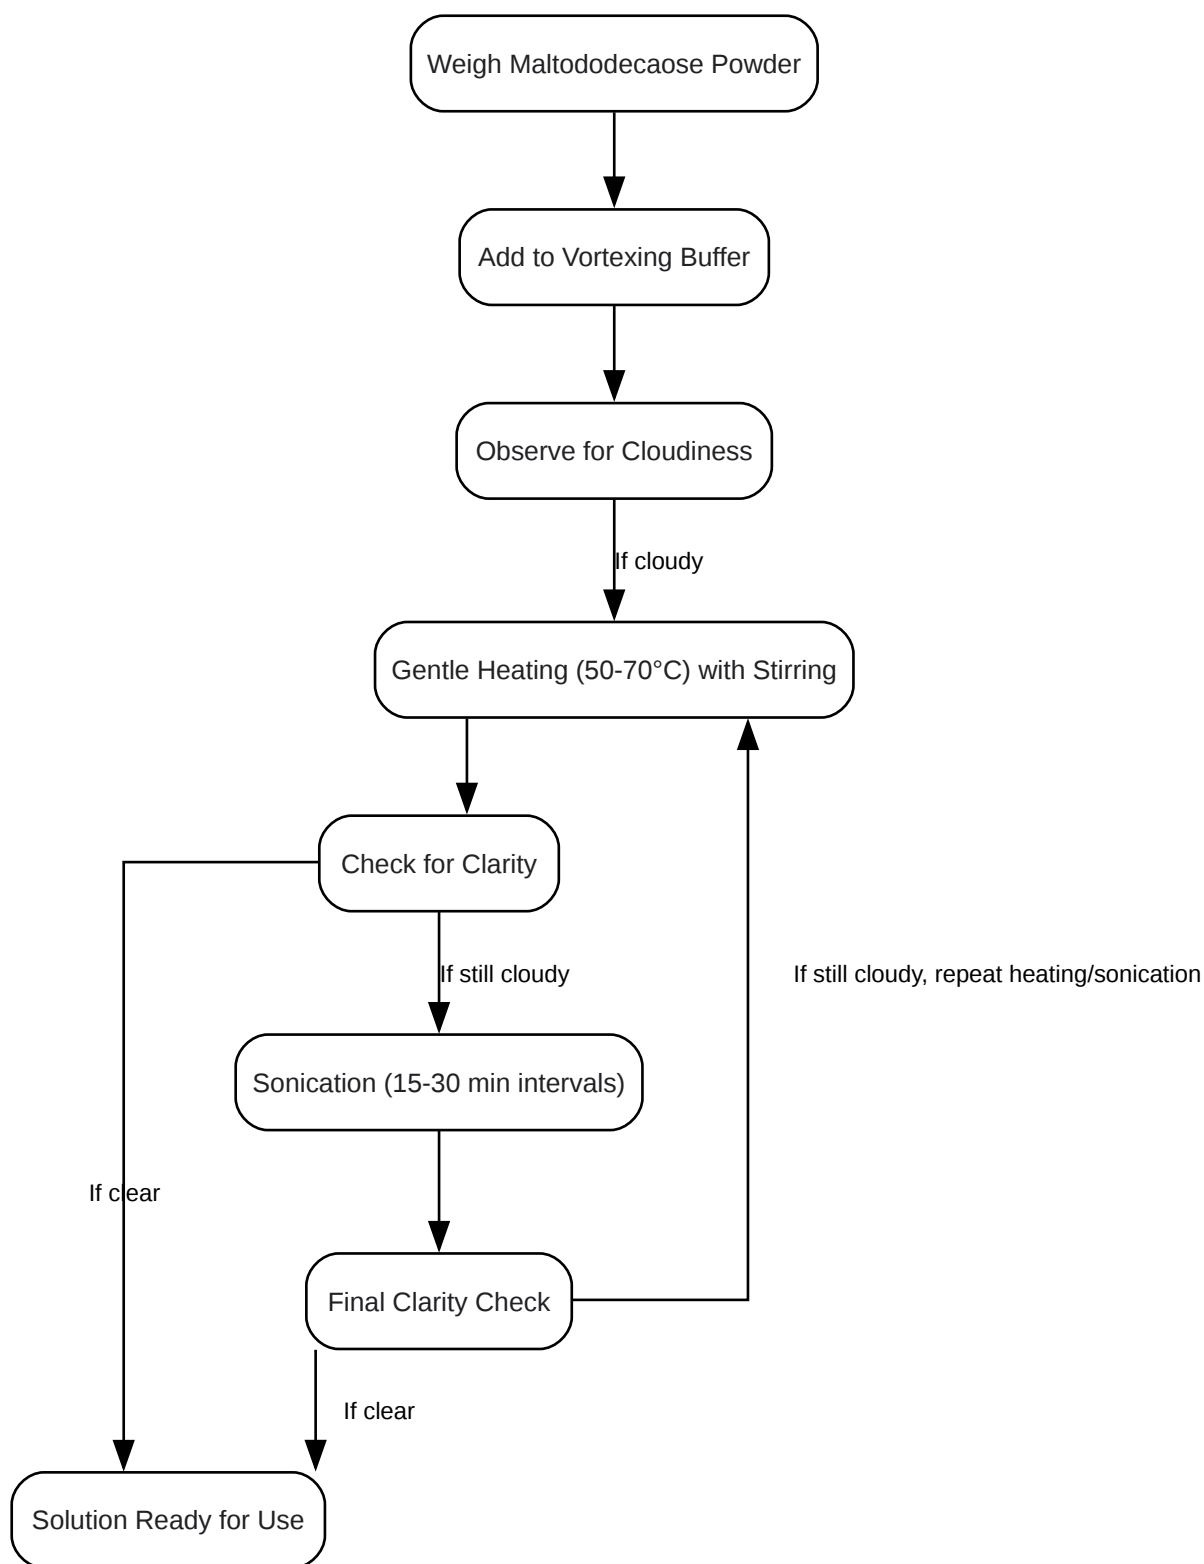 Weigh Maltododecaose Powder
Add to Vortexing Buffer
Observe for Cloudiness
If cloudy
Gentle Heating (50-70°C) with Stirring
Check for Clarity
If still cloudy
If still cloudy, repeat heating/sonication
Sonication (15-30 min intervals)
If clear
Final Clarity Check
If clear
Solution Ready for Use